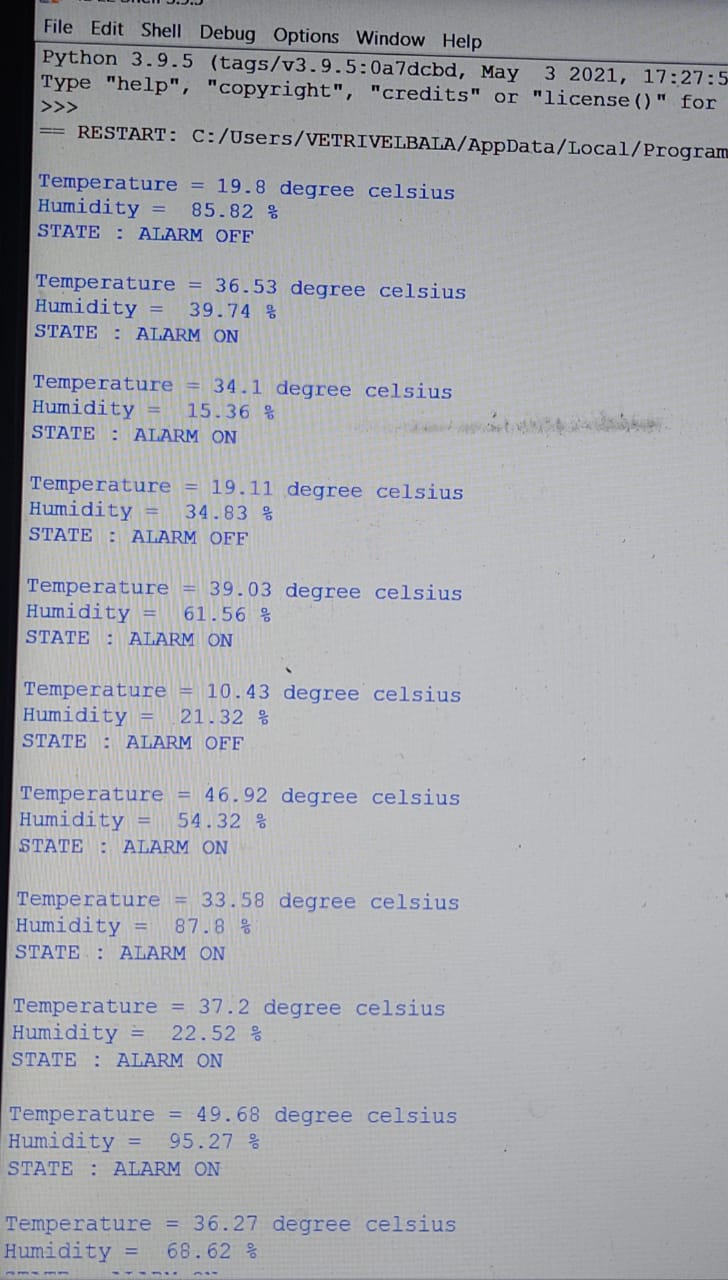 File Edit Shell Debug Options Window Help
Python 3.9.5 (tags/v3.9.5:0a7dcbd, May  3 2021, 17:27:5
Type "help", "copyright", "credits" or "license()" for
>>>
== RESTART: C:/Users/VETRIVELBALA/AppData/Local/Program
Temperature = 19.8 degree celsius
Humidity =  85.82 %
STATE : ALARM OFF
Temperature = 36.53 degree celsius
Humidity =  39.74 %
STATE : ALARM ON
Temperature = 34.1 degree celsius
Humidity =  15.36 %
STATE : ALARM ON
Temperature = 19.11 degree celsius
Humidity =  34.83 %
STATE : ALARM OFF
Temperature = 39.03 degree celsius
Humidity =  61.56 %
STATE : ALARM ON
Temperature = 10.43 degree celsius
Humidity =  21.32 %
STATE : ALARM OFF
Temperature = 46.92 degree celsius
Humidity =  54.32 %
STATE : ALARM ON
Temperature = 33.58 degree celsius
Humidity =  87.8 %
STATE : ALARM ON
Temperature = 37.2 degree celsius
Humidity =  22.52 %
STATE : ALARM ON
Temperature = 49.68 degree celsius
Humidity =  95.27 %
STATE : ALARM ON
Temperature = 36.27 degree celsius
Humidity =  68.62 %